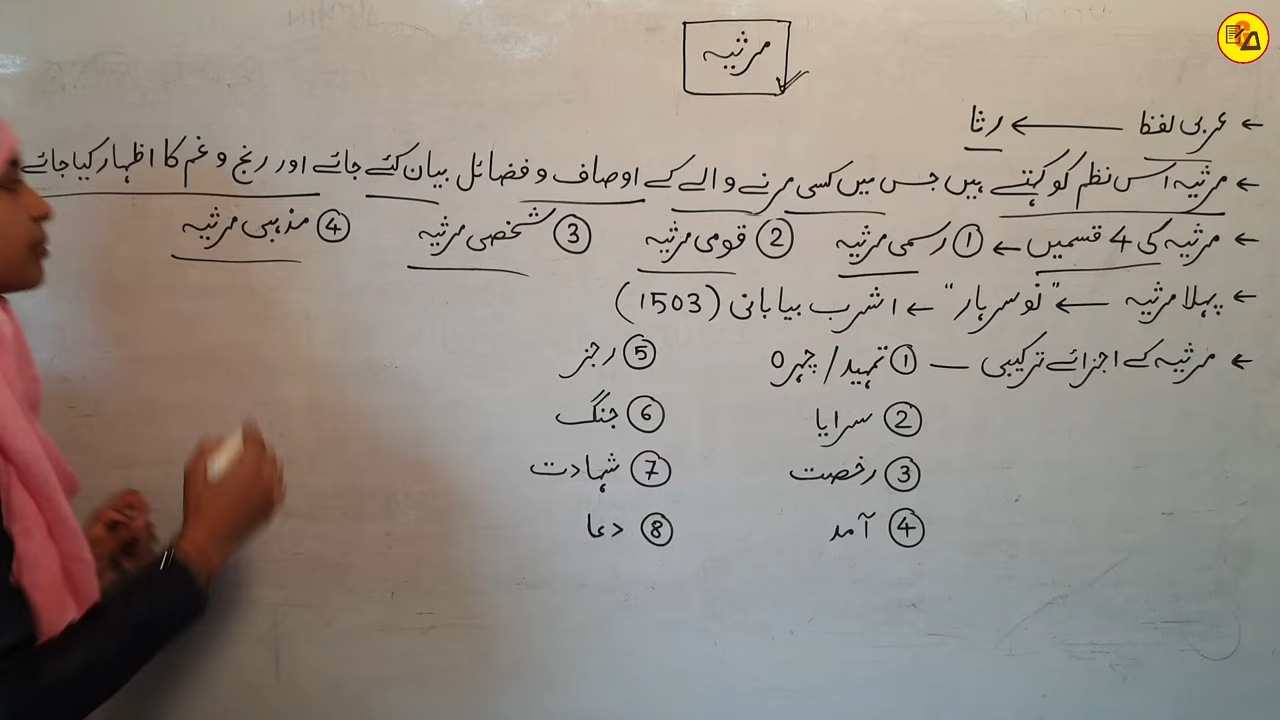 مرثیہ
← عربی لفظ ← رثا
← مرثیہ اس نظم کو کہتے ہیں جس میں کسی مرنے والے کے اوصاف و فضائل بیان کئے جائے اور رنج و غم کا اظہار کیا جائے
← مرثیہ کی 4 قسمیں ← ① رسمی مرثیہ ② قومی مرثیہ ③ شخصی مرثیہ ④ مذہبی مرثیہ
← پہلا مرثیہ ← "نوسرہار" ← اشرب بیابانی (1503)
← مرثیہ کے اجزائے ترکیبی — ① تمہید/چہرہ ⑤ رجز
② سراپا ⑥ جنگ
③ رخصت ⑦ شہادت
④ آمد ⑧ دعا